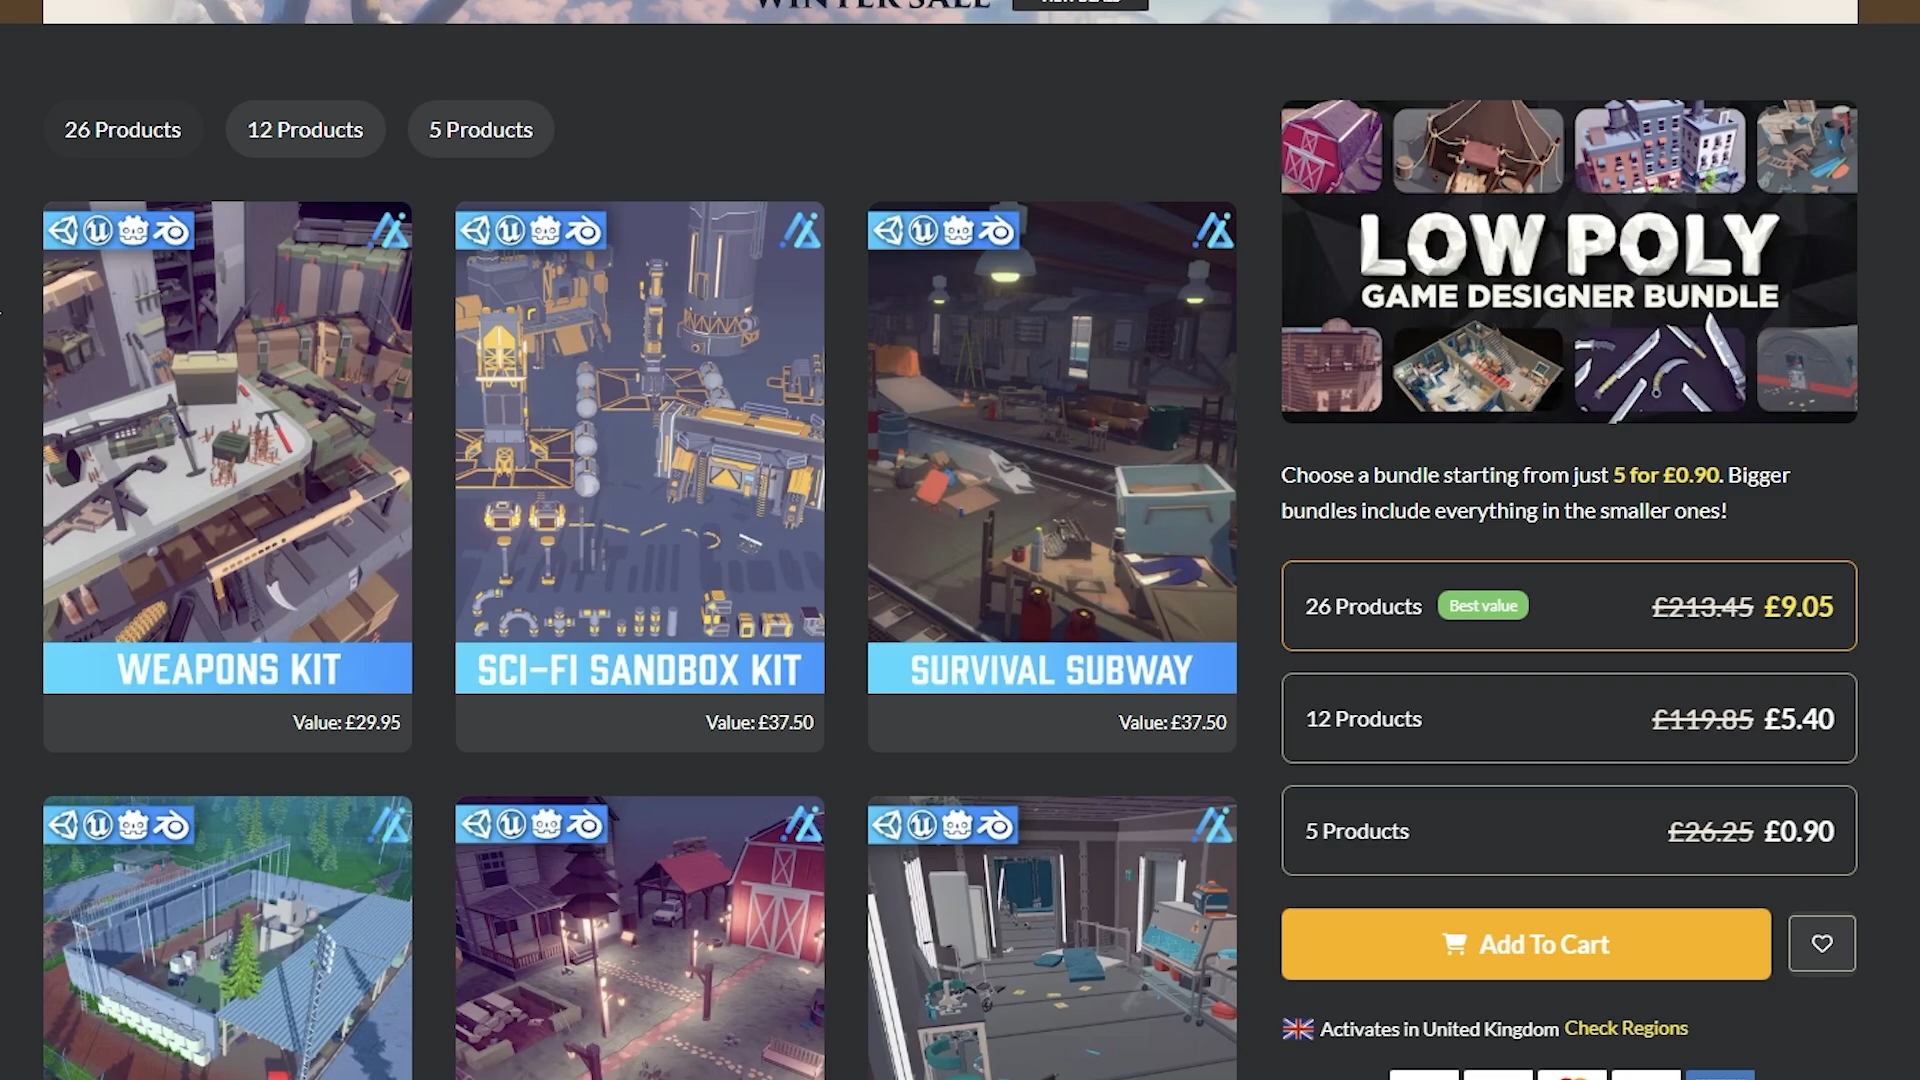 WINTER SALE
26 Products
12 Products
5 Products
WEAPONS KIT
Value: £29.95
SCI-FI SANDBOX KIT
Value: £37.50
SURVIVAL SUBWAY
Value: £37.50
LOW POLY
GAME DESIGNER BUNDLE
Choose a bundle starting from just 5 for £0.90. Bigger
bundles include everything in the smaller ones!
26 Products Best value £213.45 £9.05
12 Products £119.85 £5.40
5 Products £26.25 £0.90
Add To Cart
Activates in United Kingdom Check Regions